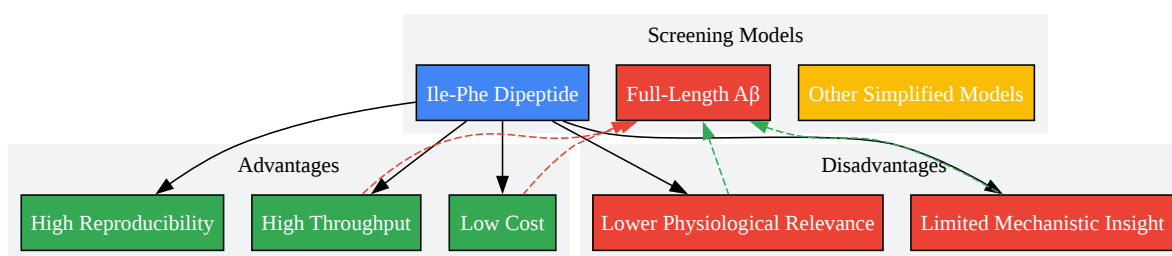 Screening Models
Ile-Phe Dipeptide
Full-Length Aβ
Other Simplified Models
Advantages
Disadvantages
High Reproducibility
High Throughput
Low Cost
Lower Physiological Relevance
Limited Mechanistic Insight